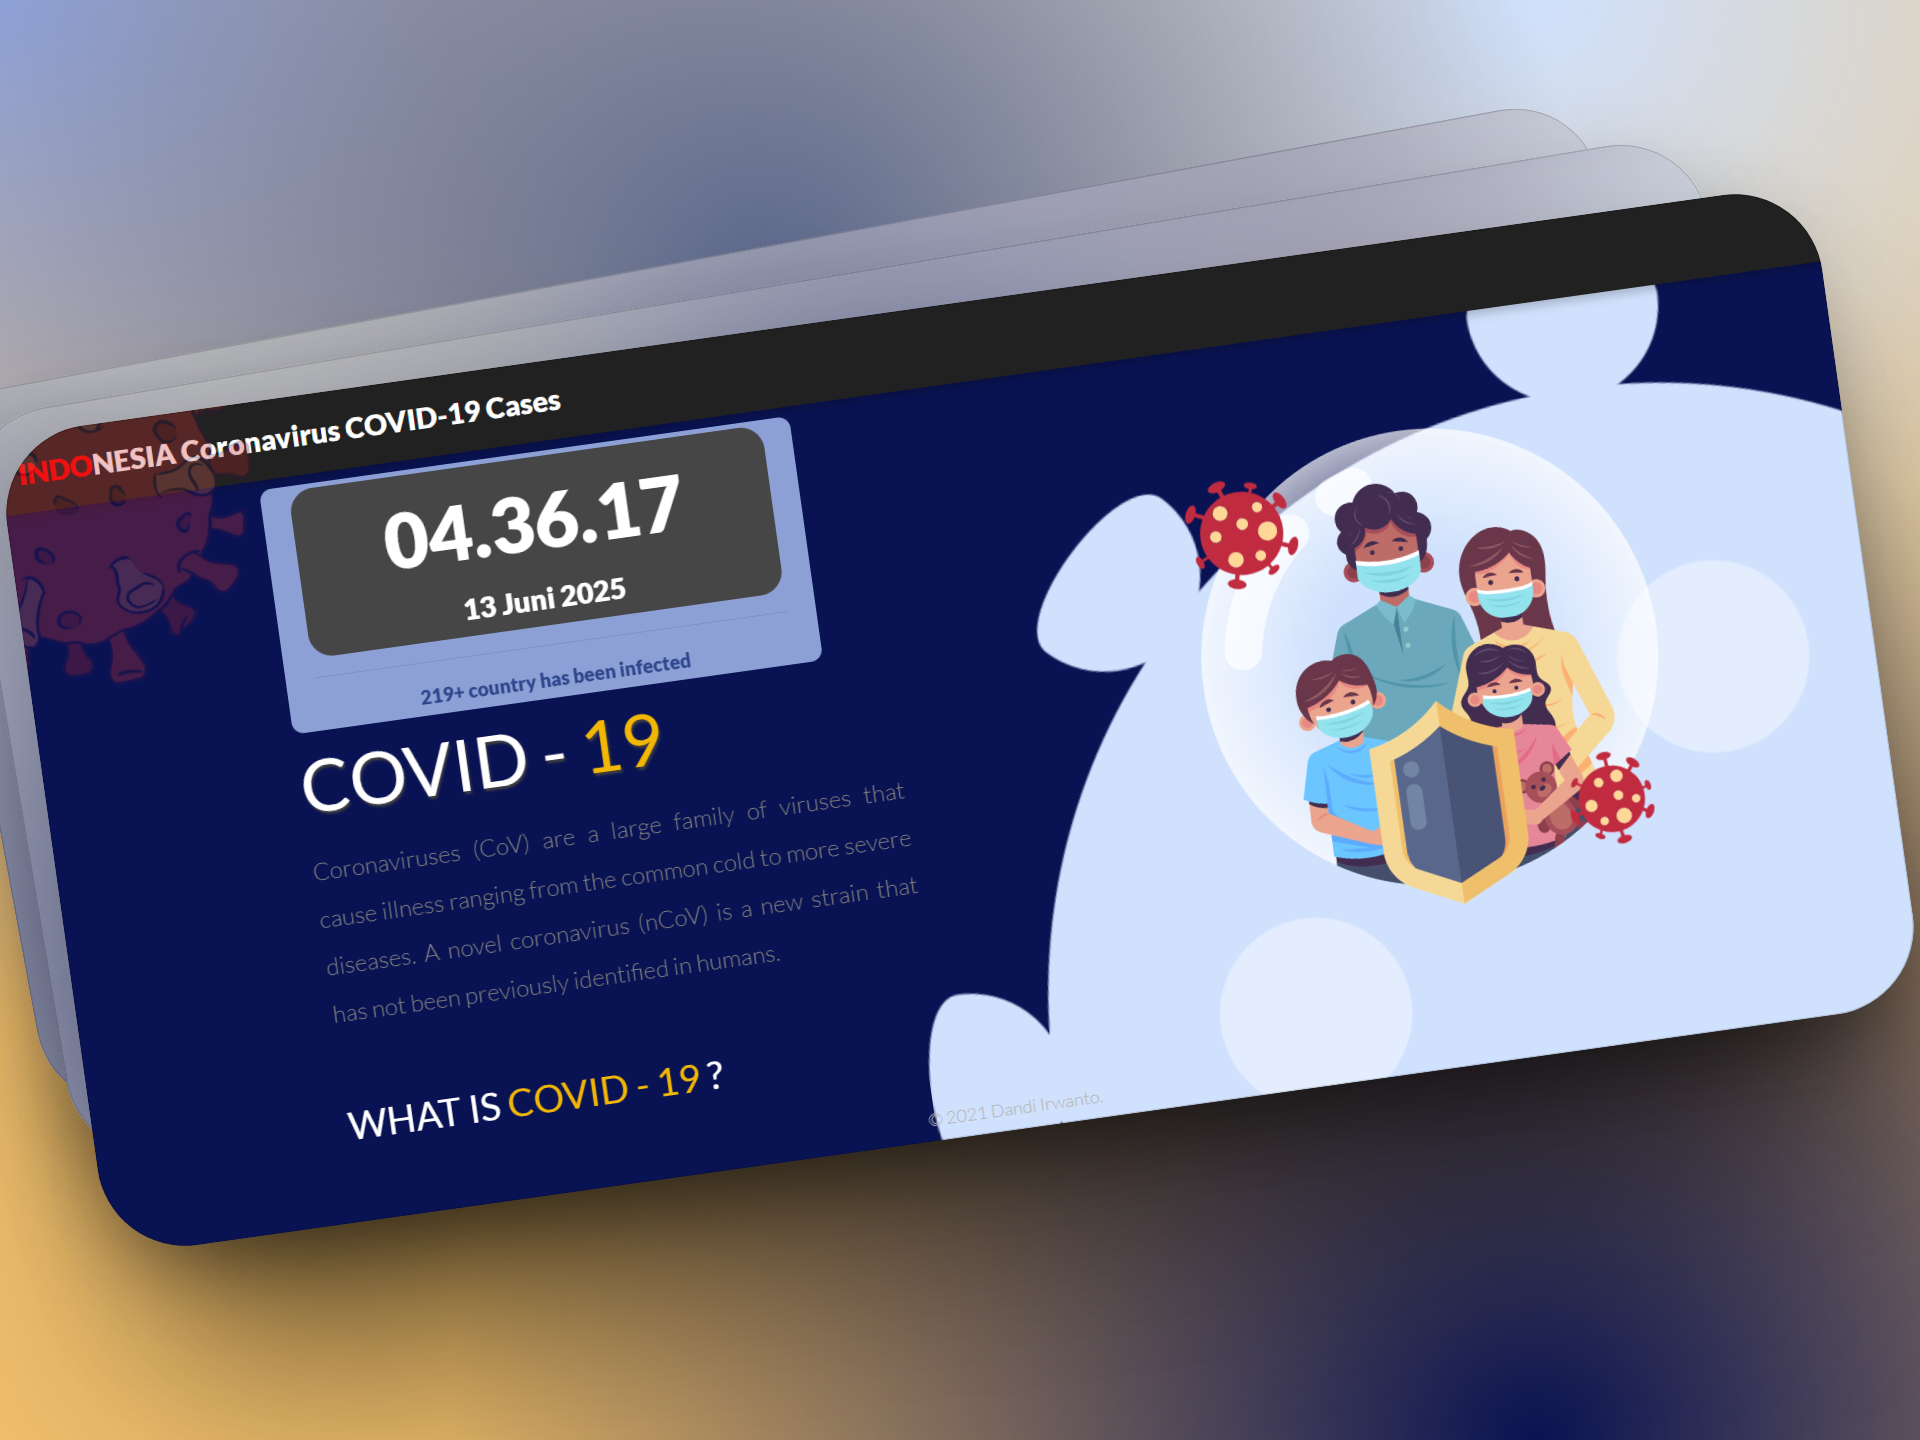 INDONESIA Coronavirus COVID-19 Cases
04.36.17
13 Juni 2025
219+ country has been infected
COVID - 19
Coronaviruses (CoV) are a large family of viruses that
cause illness ranging from the common cold to more severe
diseases. A novel coronavirus (nCoV) is a new strain that
has not been previously identified in humans.
WHAT IS COVID - 19 ?
© 2021 Dandi Irwanto.